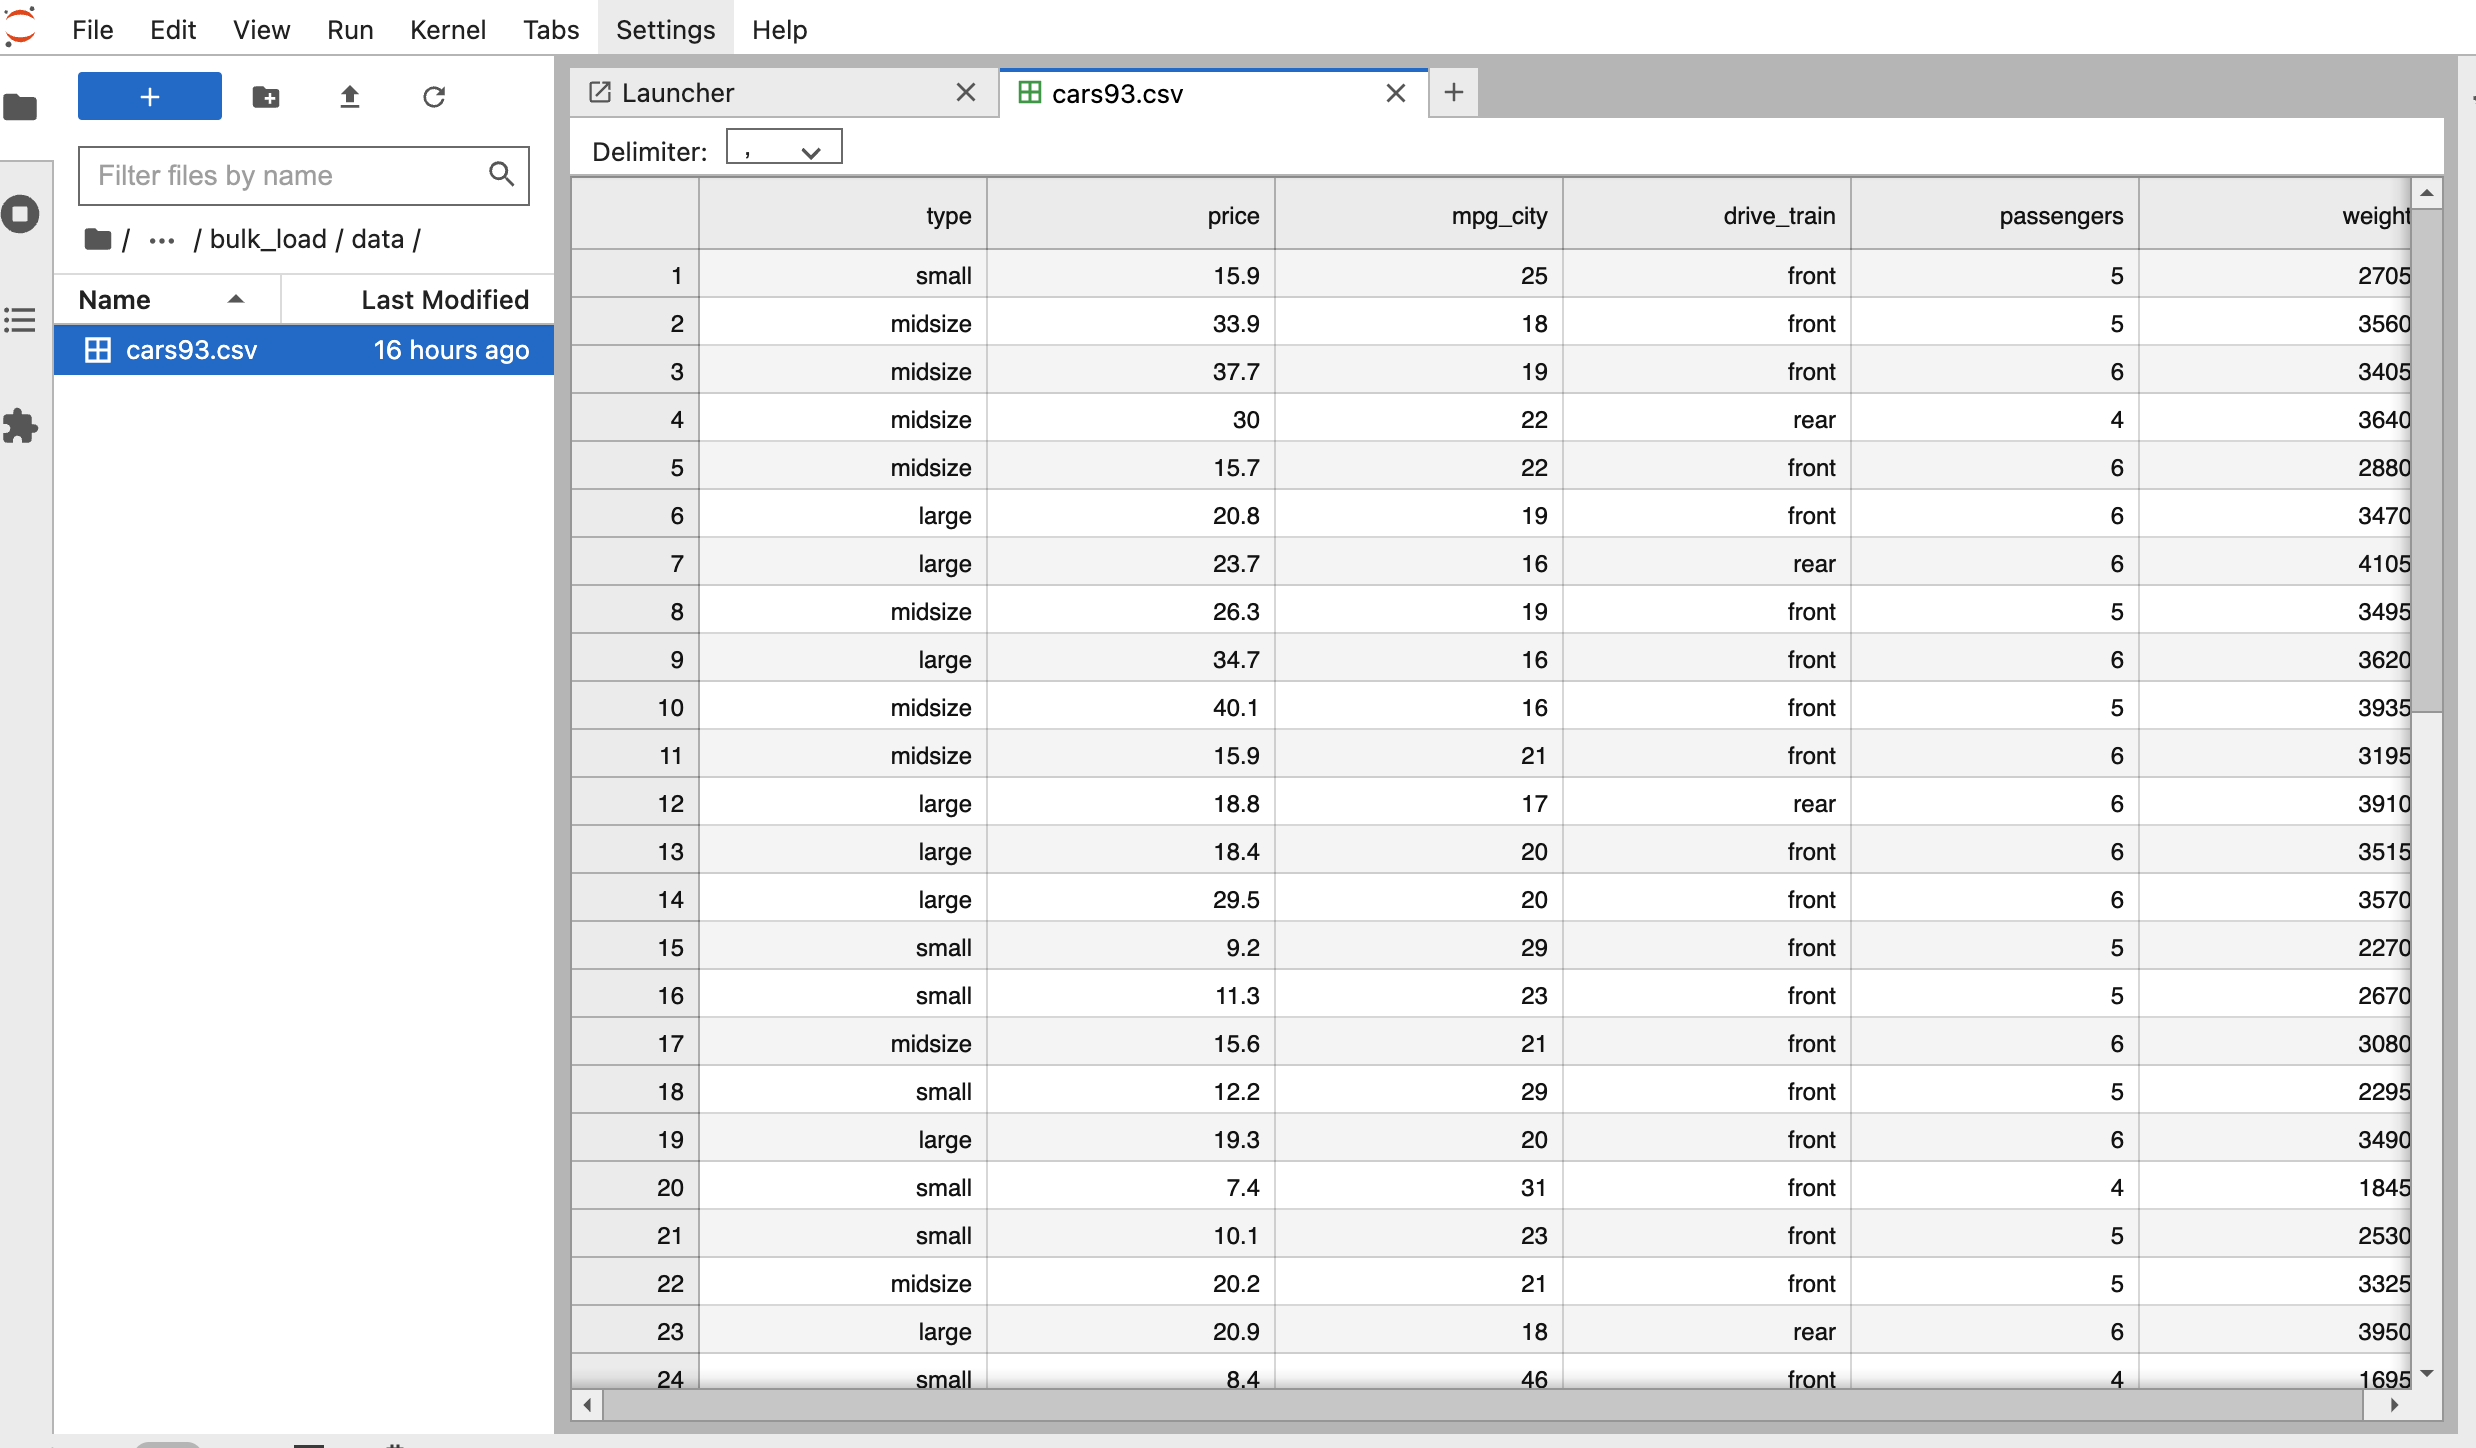 File Edit View Run Kernel Tabs Settings Help
Launcher cars93.csv
Delimiter: ,
Filter files by name
/ ... / bulk_load / data /
Name Last Modified
cars93.csv 16 hours ago
type price mpg_city drive_train passengers weight
1 small 15.9 25 front 5 2705
2 midsize 33.9 18 front 5 3560
3 midsize 37.7 19 front 6 3405
4 midsize 30 22 rear 4 3640
5 midsize 15.7 22 front 6 2880
6 large 20.8 19 front 6 3470
7 large 23.7 16 rear 6 4105
8 midsize 26.3 19 front 5 3495
9 large 34.7 16 front 6 3620
10 midsize 40.1 16 front 5 3935
11 midsize 15.9 21 front 6 3195
12 large 18.8 17 rear 6 3910
13 large 18.4 20 front 6 3515
14 large 29.5 20 front 6 3570
15 small 9.2 29 front 5 2270
16 small 11.3 23 front 5 2670
17 midsize 15.6 21 front 6 3080
18 small 12.2 29 front 5 2295
19 large 19.3 20 front 6 3490
20 small 7.4 31 front 4 1845
21 small 10.1 23 front 5 2530
22 midsize 20.2 21 front 5 3325
23 large 20.9 18 rear 6 3950
24 small 8.4 46 front 4 1695